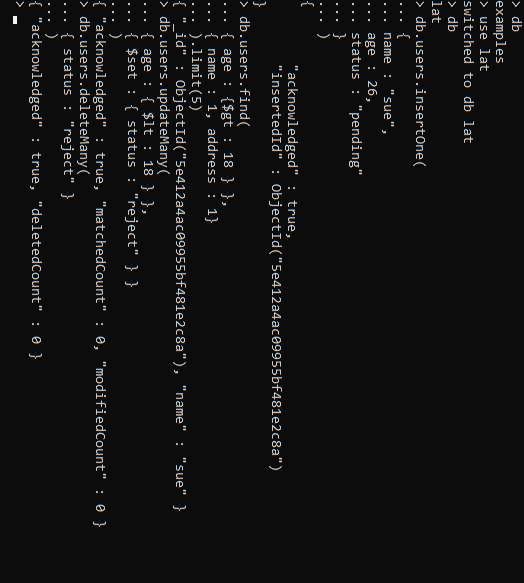 > db
examples
> use lat
switched to db lat
> db
lat
> db.users.insertOne(
... {
... name : "sue",
... age : 26,
... status : "pending"
... }
... )
{
"acknowledged" : true,
"insertedId" : ObjectId("5e412a4ac09955bf481e2c8a")
}
> db.users.find(
... { age : {$gt : 18 } },
... { name : 1, address : 1}
... ).limit(5)
{ "_id" : ObjectId("5e412a4ac09955bf481e2c8a"), "name" : "sue" }
> db.users.updateMany(
... { age : { $lt : 18 } },
... { $set : { status : "reject" } }
... )
{ "acknowledged" : true, "matchedCount" : 0, "modifiedCount" : 0 }
> db.users.deleteMany(
... { status : "reject" }
... )
{ "acknowledged" : true, "deletedCount" : 0 }
>